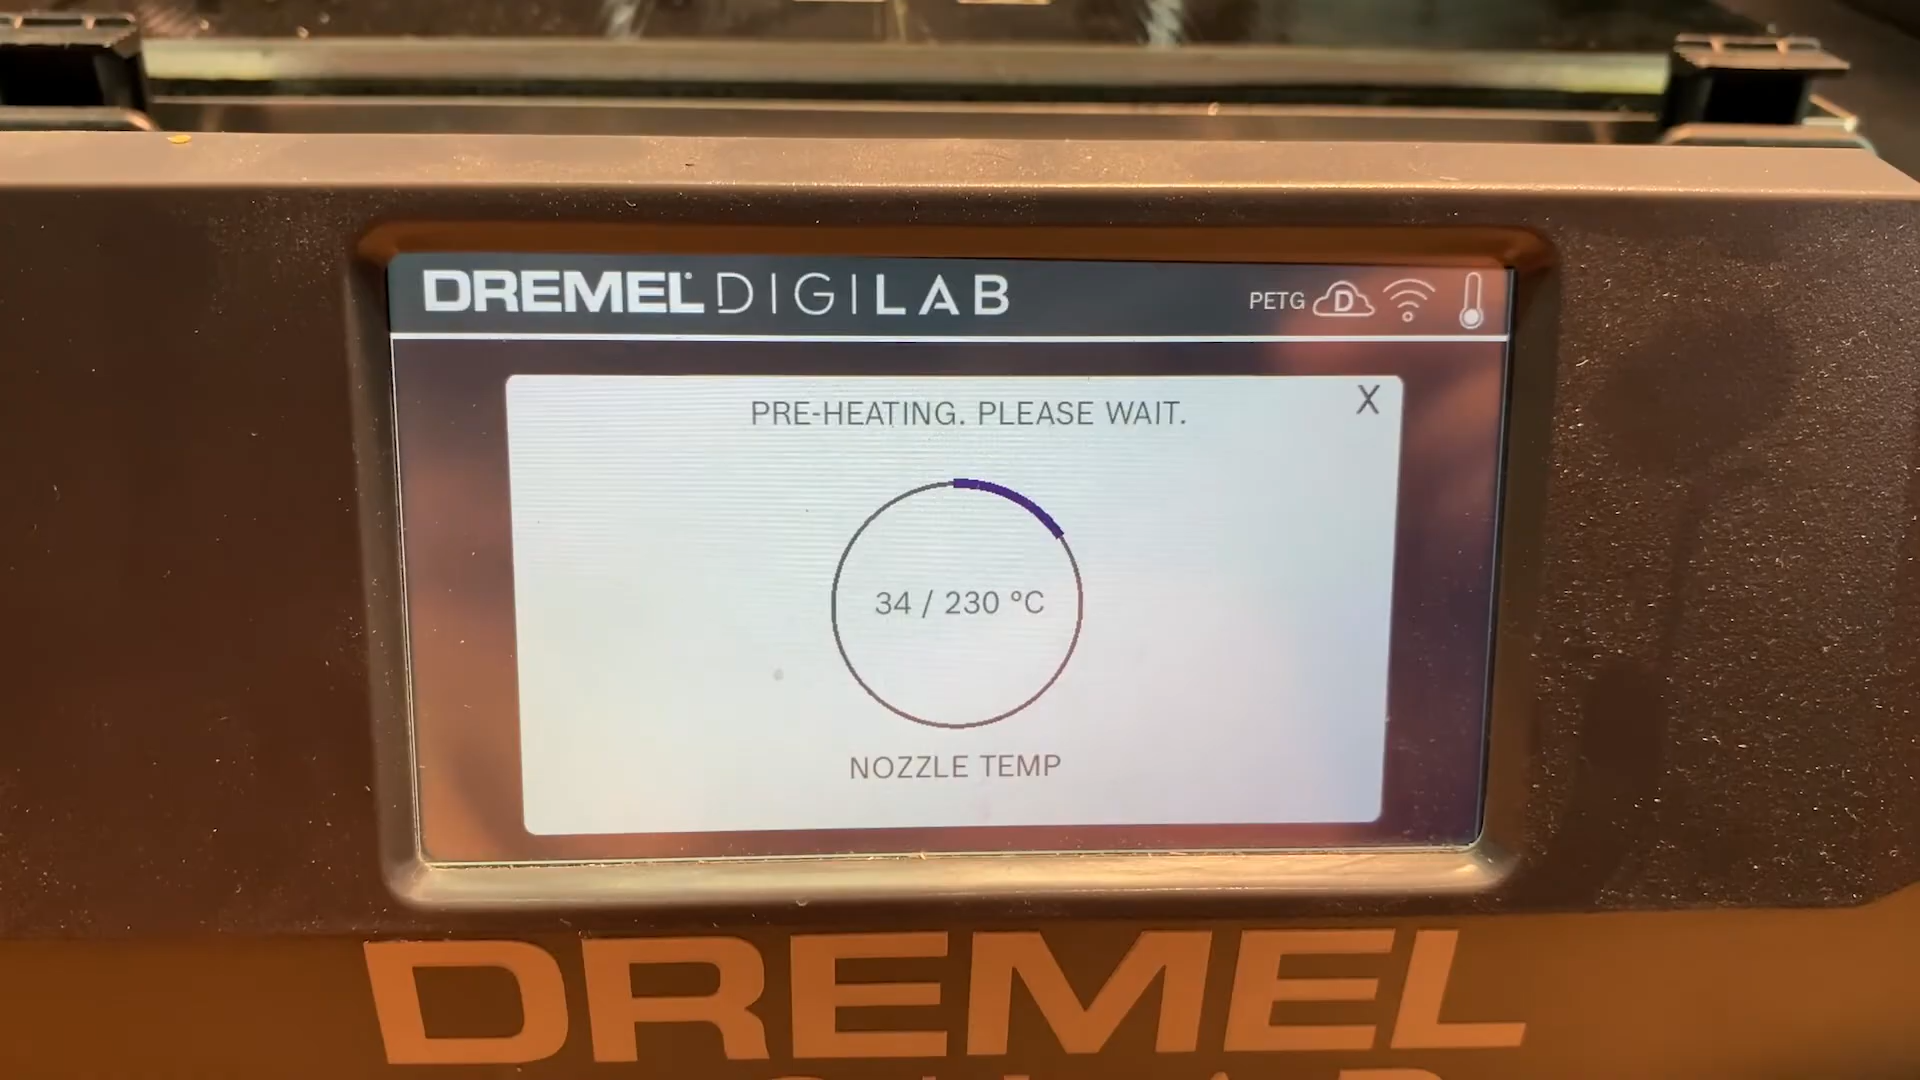 DREMEL DIGILAB
PETG D
PRE-HEATING. PLEASE WAIT.
X
34 / 230 °C
NOZZLE TEMP
DREMEL